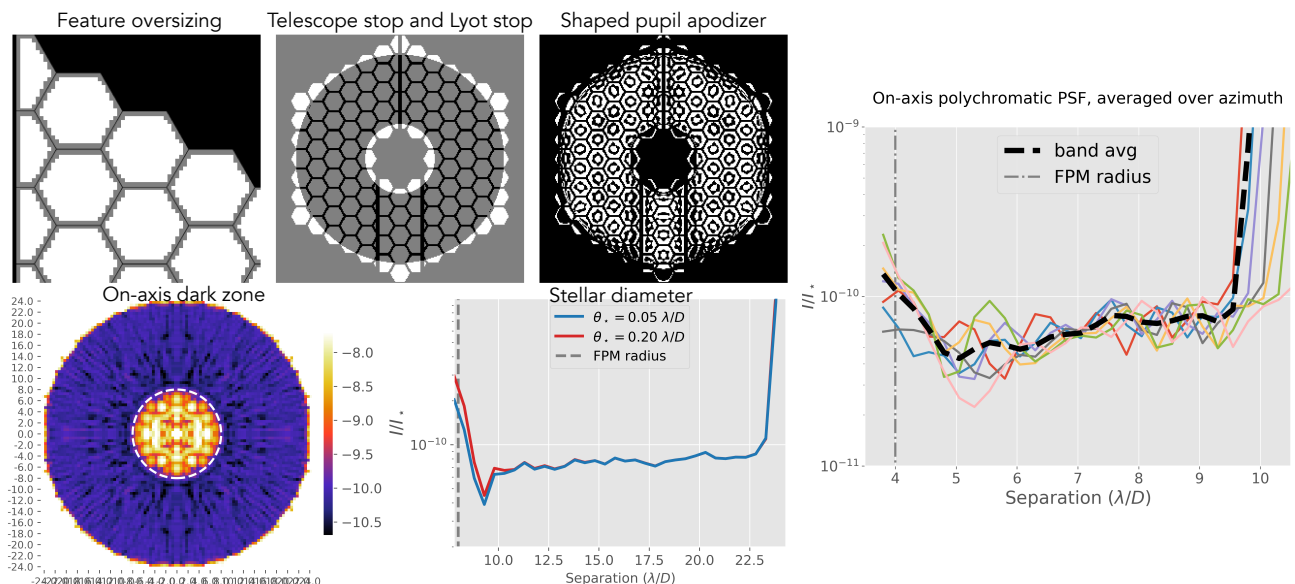 Feature oversizing
Telescope stop and Lyot stop
Shaped pupil apodizer
On-axis dark zone
24.0
22.0
20.0
18.0
16.0
14.0
12.0
10.0
8.0
6.0
4.0
2.0
0.0
-2.0
-4.0
-6.0
-8.0
-10.0
-12.0
-14.0
-16.0
-18.0
-20.0
-22.0
-24.0
−8.0
−8.5
−9.0
−9.5
−10.0
−10.5
Stellar diameter
θ⋆ = 0.05 λ/D
θ⋆ = 0.20 λ/D
FPM radius
I/I⋆
10⁻¹⁰
10.0 12.5 15.0 17.5 20.0 22.5
Separation (λ/D)
On-axis polychromatic PSF, averaged over azimuth
band avg
FPM radius
I/I⋆
10⁻⁹
10⁻¹⁰
10⁻¹¹
4 5 6 7 8 9 10
Separation (λ/D)